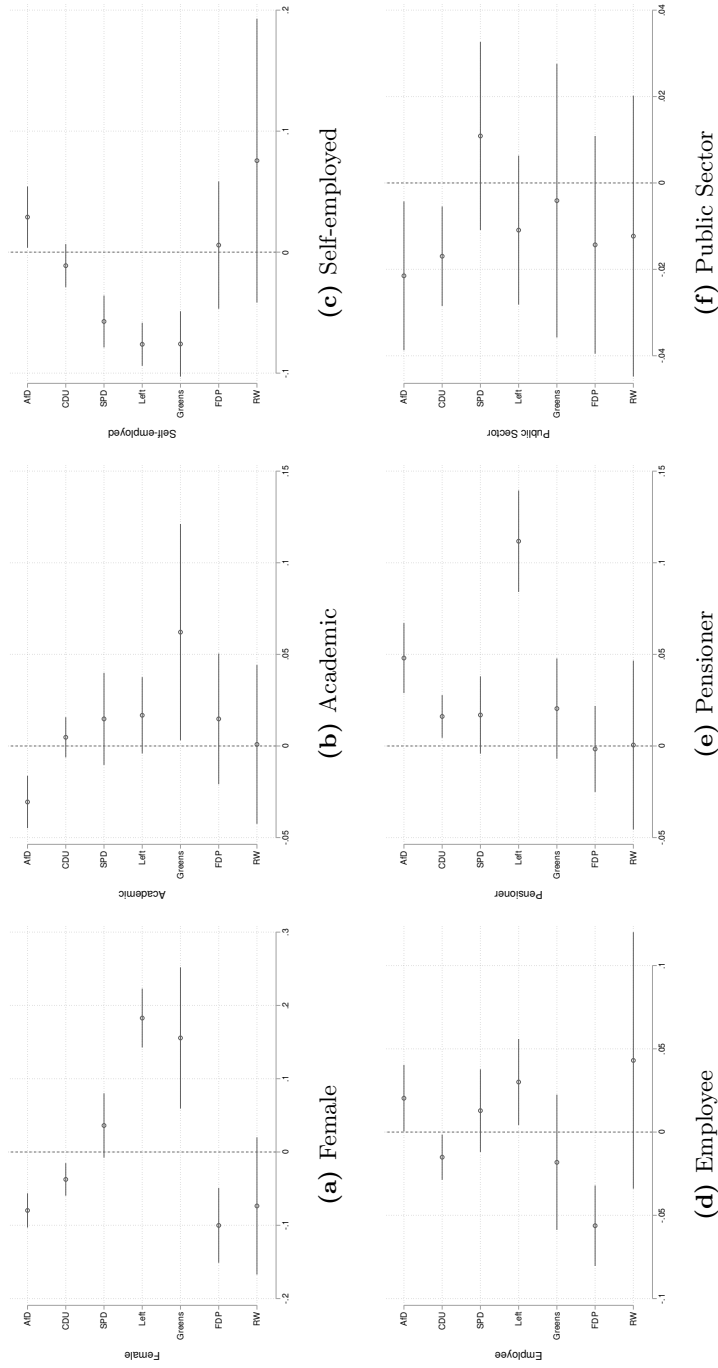 Female
AfD
CDU
SPD
Left
Greens
FDP
RW
-.2 -.1 0 .1 .2 .3
(a) Female
Academic
AfD
CDU
SPD
Left
Greens
FDP
RW
-.05 0 .05 .1 .15
(b) Academic
Self-employed
AfD
CDU
SPD
Left
Greens
FDP
RW
-.1 0 .1 .2
(c) Self-employed
Employee
AfD
CDU
SPD
Left
Greens
FDP
RW
-.1 -.05 0 .05 .1
(d) Employee
Pensioner
AfD
CDU
SPD
Left
Greens
FDP
RW
-.05 0 .05 .1 .15
(e) Pensioner
Public Sector
AfD
CDU
SPD
Left
Greens
FDP
RW
-.04 -.02 0 .02 .04
(f) Public Sector